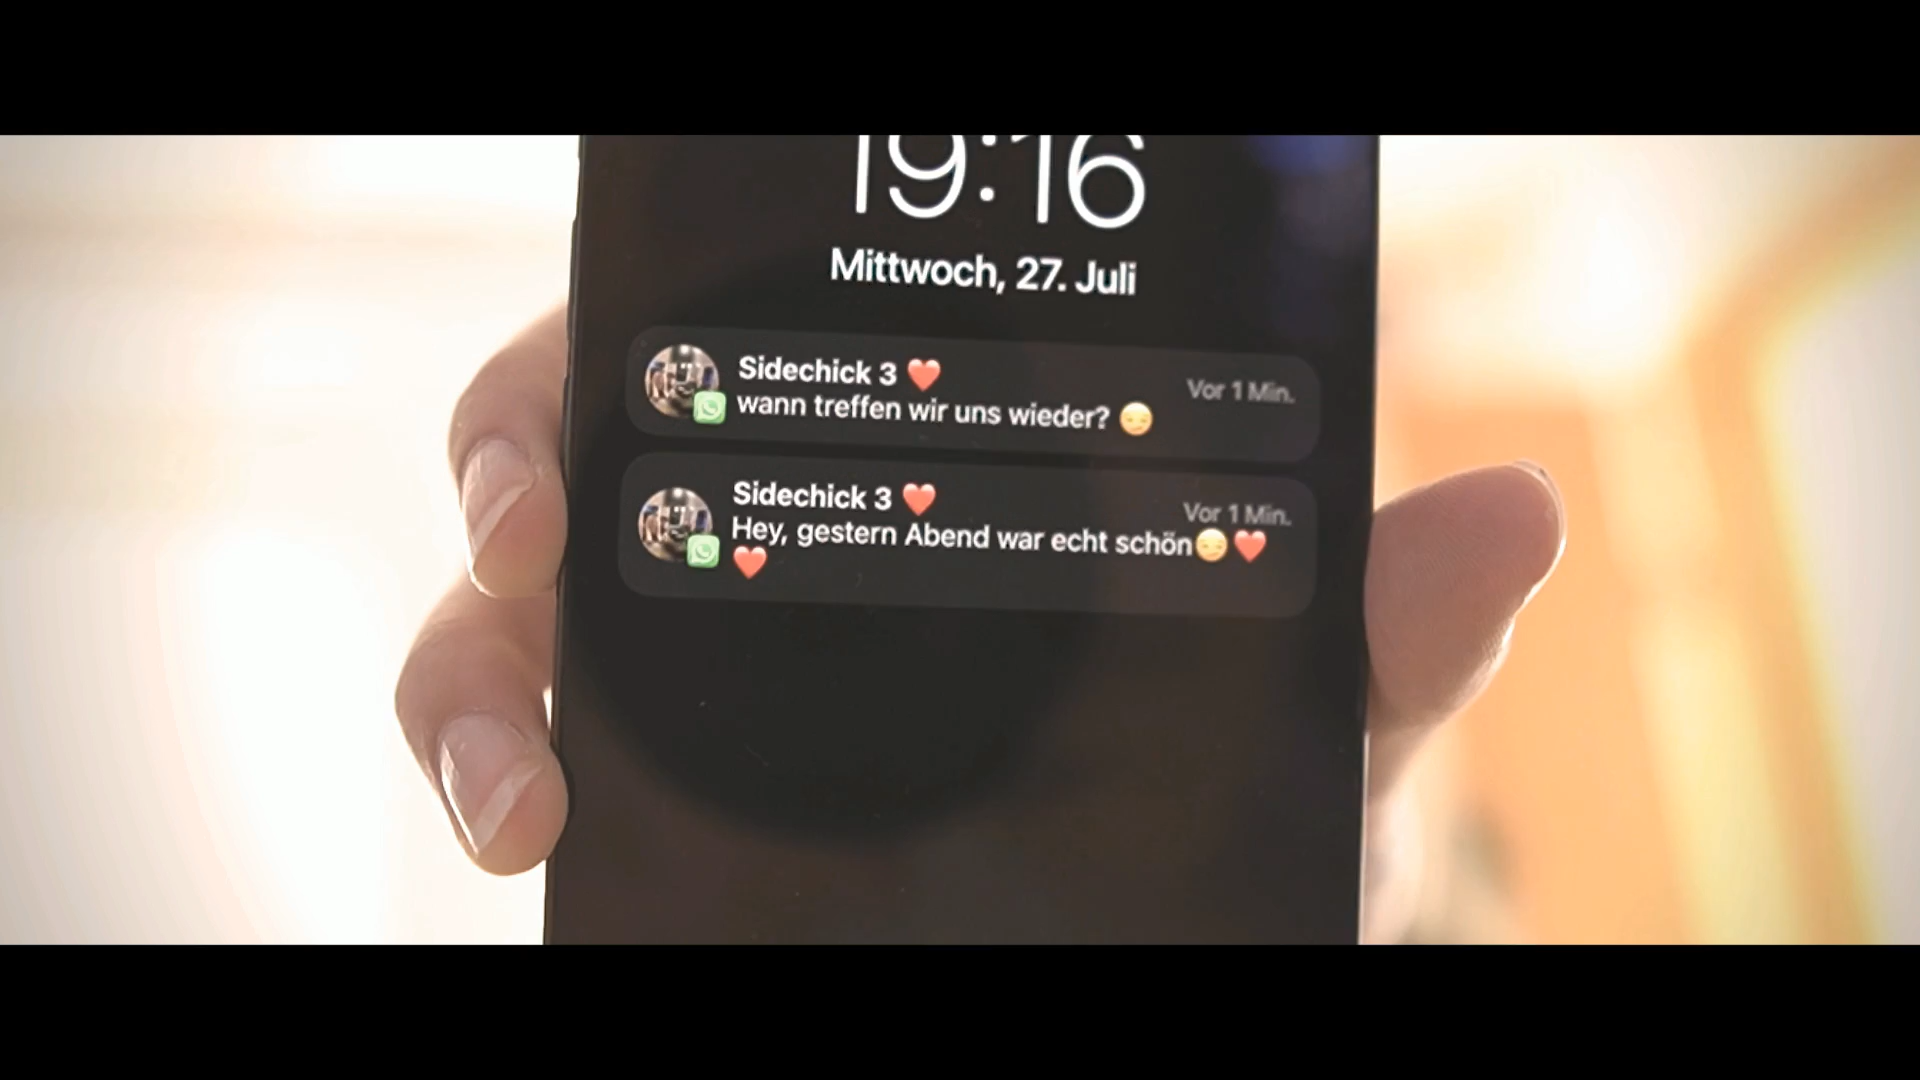 19:16
Mittwoch, 27. Juli
Sidechick 3 ❤️
Vor 1 Min.
wann treffen wir uns wieder? 😏
Sidechick 3 ❤️
Vor 1 Min.
Hey, gestern Abend war echt schön😏❤️
❤️